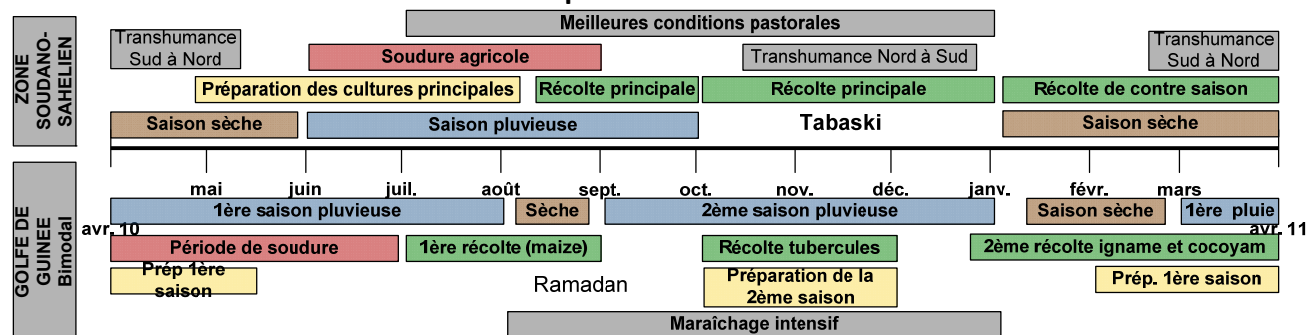 Meilleures conditions pastorales
ZONE
SOUDANO-
SAHELIEN
Transhumance
Sud à Nord
Soudure agricole
Transhumance Nord à Sud
Transhumance
Sud à Nord
Préparation des cultures principales
Récolte principale
Récolte principale
Récolte de contre saison
Saison sèche
Saison pluvieuse
Tabaski
Saison sèche
mai juin juil. août sept. oct. nov. déc. janv. févr. mars
avr. 10
avr. 11
GOLFE DE
GUINEE
Bimodal
1ère saison pluvieuse
Sèche
2ème saison pluvieuse
Saison sèche
1ère pluie
Période de soudure
1ère récolte (maize)
Récolte tubercules
2ème récolte igname et cocoyam
Prép 1ère
saison
Ramadan
Préparation de la
2ème saison
Prép. 1ère saison
Maraîchage intensif